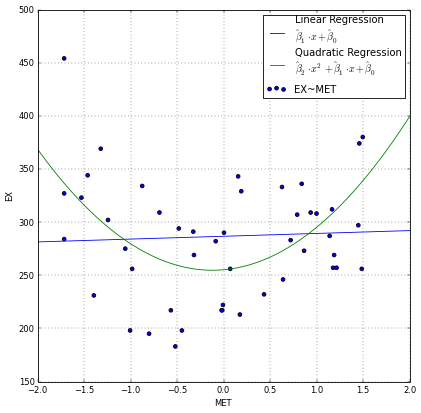 500
450
400
350
300
250
200
150
EX
−2.0 −1.5 −1.0 −0.5 0.0 0.5 1.0 1.5 2.0
MET
Linear Regression
β̂₁ ·x+β̂₀
Quadratic Regression
β̂₂ ·x² +β̂₁ ·x+β̂₀
EX~MET